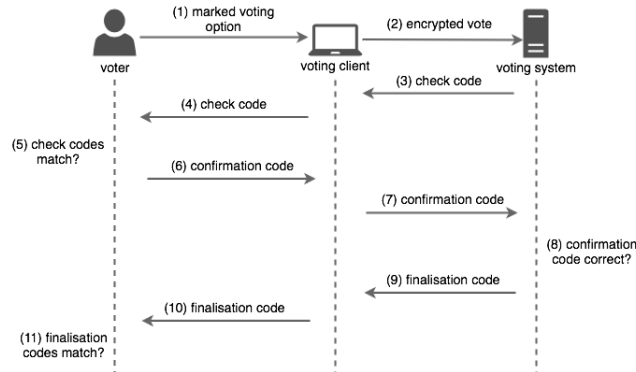 (1) marked voting
option
(2) encrypted vote
voter
voting client
voting system
(3) check code
(4) check code
(5) check codes
match?
(6) confirmation code
(7) confirmation code
(8) confirmation
code correct?
(9) finalisation code
(10) finalisation code
(11) finalisation
codes match?